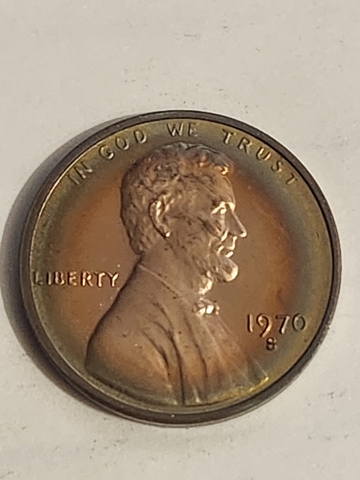 IN GOD WE TRUST
LIBERTY
1970
S